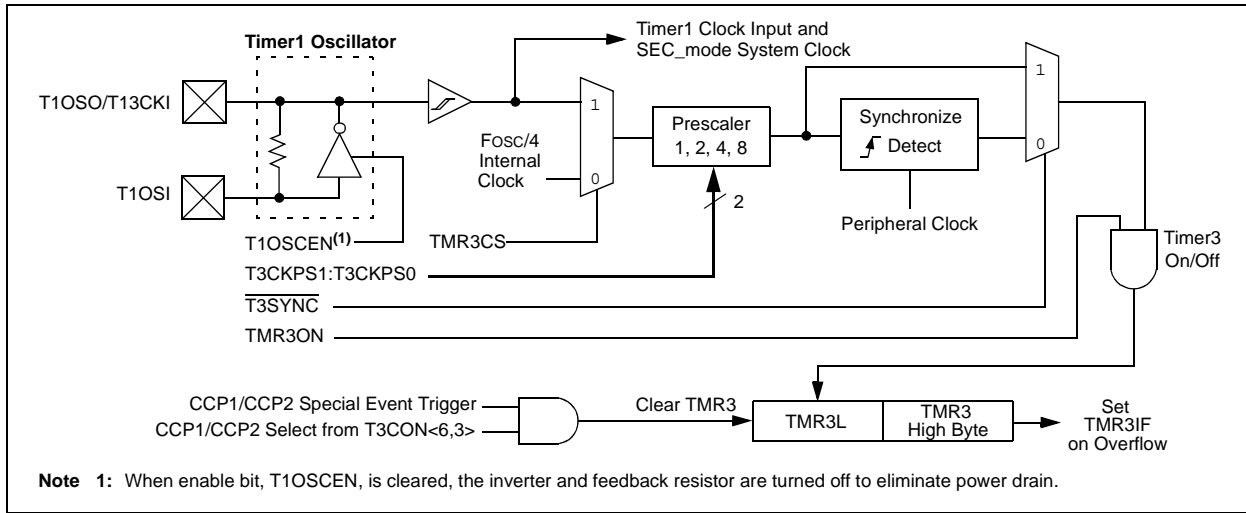 Timer1 Oscillator
Timer1 Clock Input and
SEC_mode System Clock
T1OSO/T13CKI
T1OSI
1
0
FOSC/4
Internal
Clock
Prescaler
1, 2, 4, 8
2
Synchronize
Detect
1
0
Peripheral Clock
T1OSCEN(1)
TMR3CS
T3CKPS1:T3CKPS0
T3SYNC
TMR3ON
Timer3
On/Off
CCP1/CCP2 Special Event Trigger
CCP1/CCP2 Select from T3CON<6,3>
Clear TMR3
TMR3L
TMR3
High Byte
Set
TMR3IF
on Overflow
Note 1: When enable bit, T1OSCEN, is cleared, the inverter and feedback resistor are turned off to eliminate power drain.